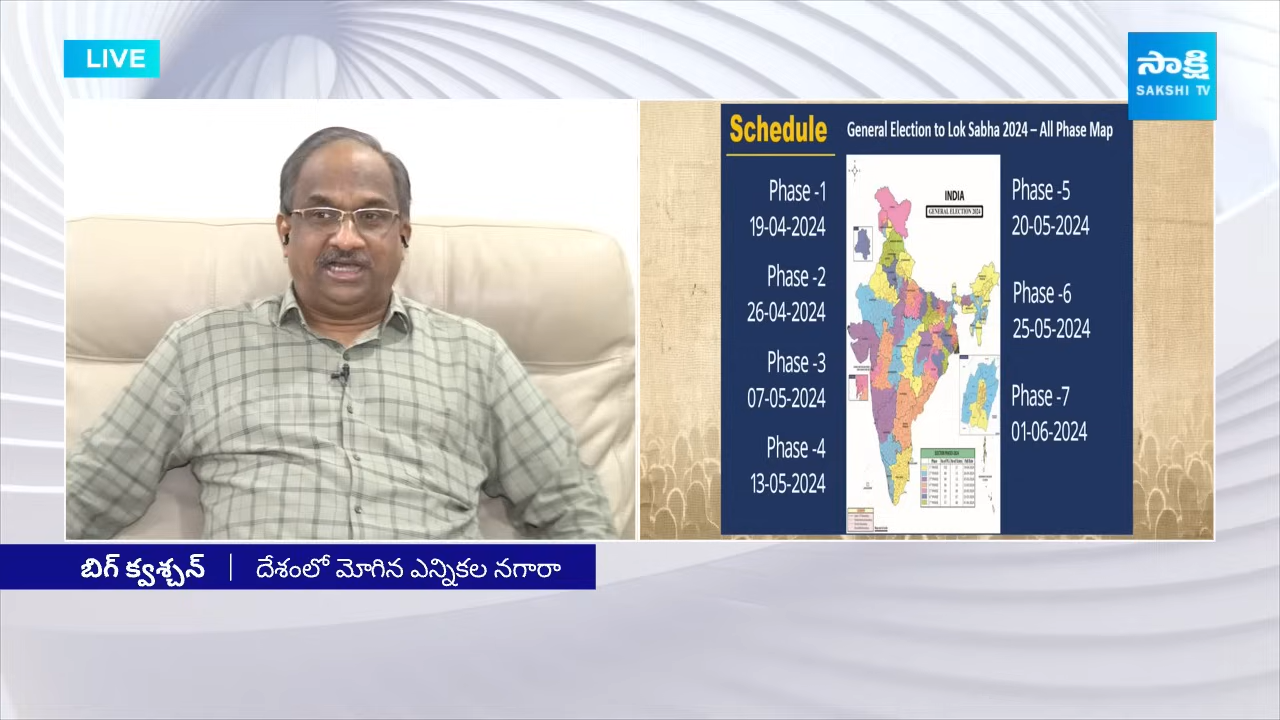 LIVE
సాక్షి
SAKSHI TV
Schedule
General Election to Lok Sabha 2024 – All Phase Map
Phase -1
19-04-2024
Phase -2
26-04-2024
Phase -3
07-05-2024
Phase -4
13-05-2024
INDIA
GENERAL ELECTION 2024
Phase -5
20-05-2024
Phase -6
25-05-2024
Phase -7
01-06-2024
బిగ్ క్వశ్చన్ | దేశంలో మోగిన ఎన్నికల నగారా